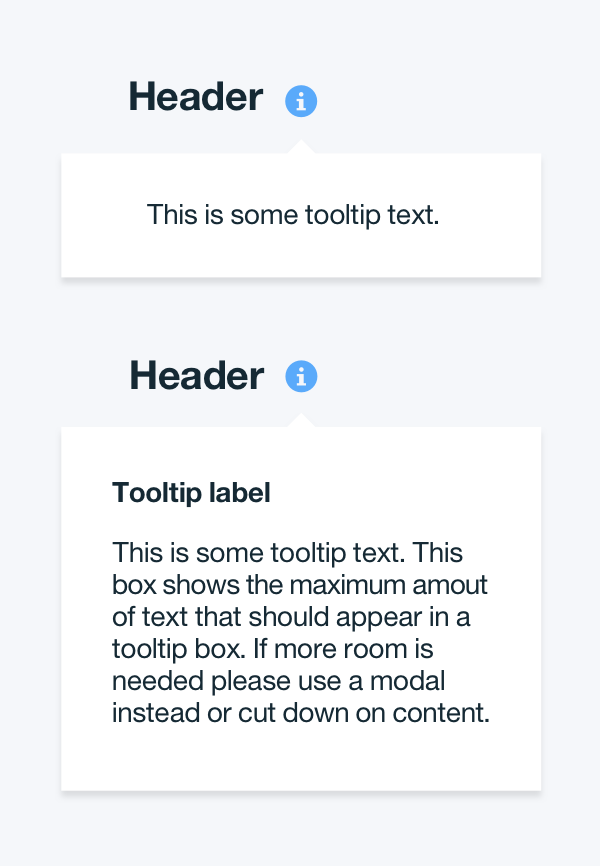 Header
This is some tooltip text.
Header
Tooltip label
This is some tooltip text. This
box shows the maximum amout
of text that should appear in a
tooltip box. If more room is
needed please use a modal
instead or cut down on content.